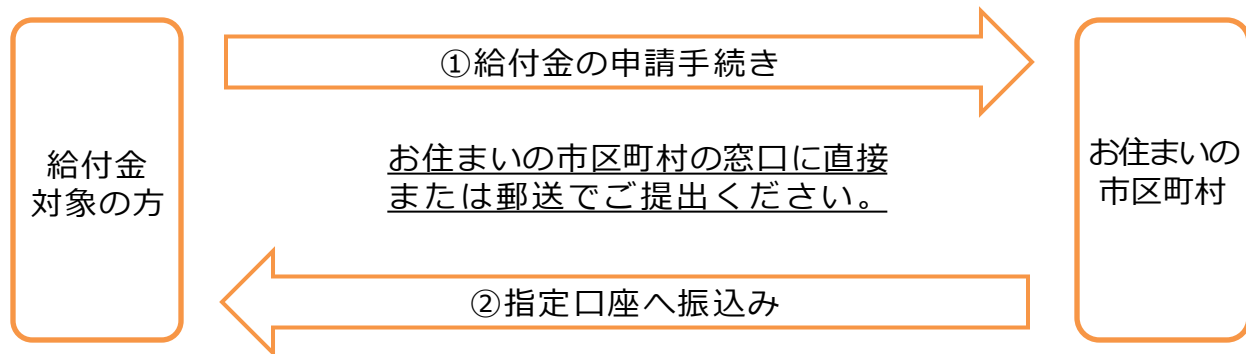 ①給付金の申請手続き
給付金
対象の方
お住まいの市区町村の窓口に直接
または郵送でご提出ください。
お住まいの
市区町村
②指定口座へ振込み